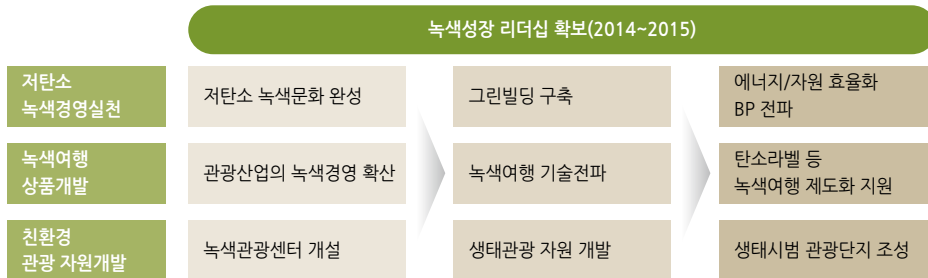 녹색성장 리더십 확보(2014~2015)
저탄소
녹색경영실천
저탄소 녹색문화 완성
그린빌딩 구축
에너지/자원 효율화
BP 전파
녹색여행
상품개발
관광산업의 녹색경영 확산
녹색여행 기술전파
탄소라벨 등
녹색여행 제도화 지원
친환경
관광 자원개발
녹색관광센터 개설
생태관광 자원 개발
생태시범 관광단지 조성